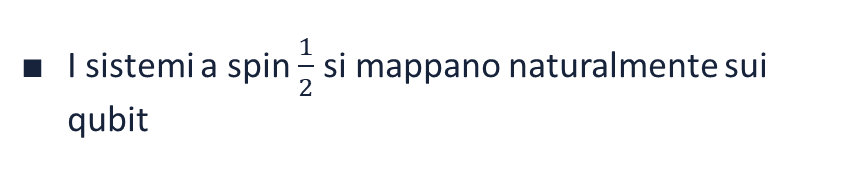 ▪ I sistemi a spin 1/2 si mappano naturalmente sui
qubit